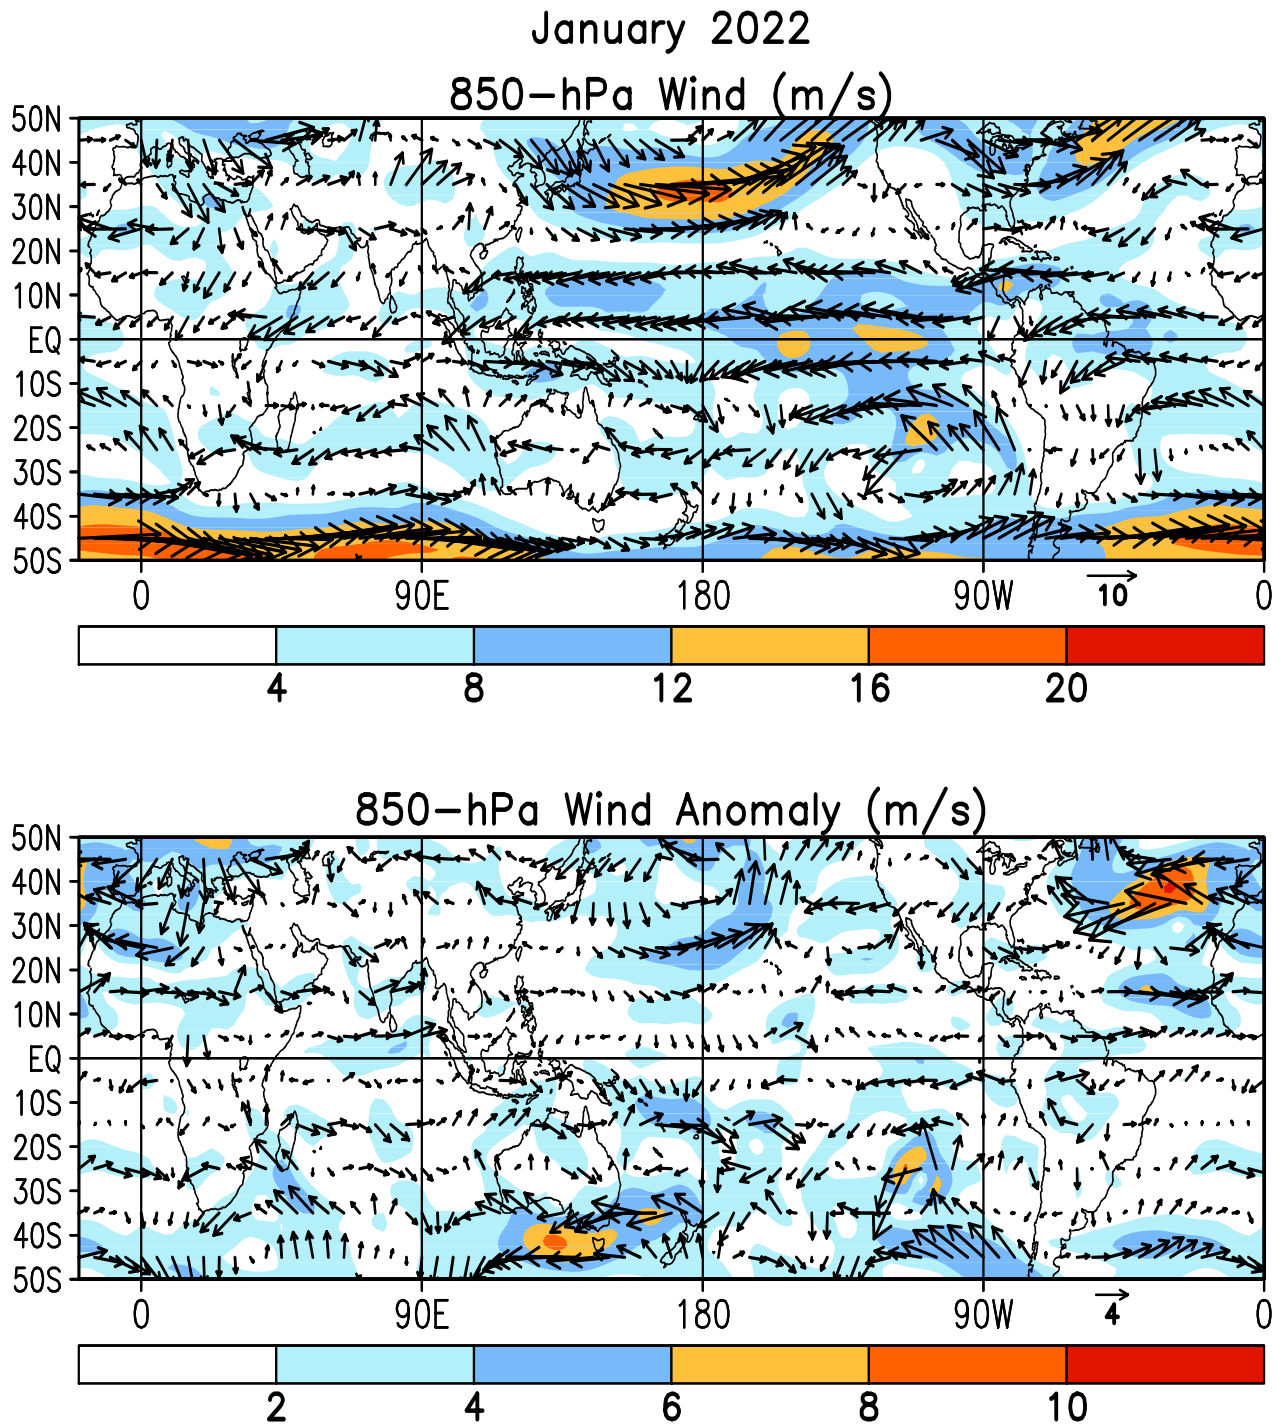 January 2022
850-hPa Wind (m/s)
50N
40N
30N
20N
10N
EQ
10S
20S
30S
40S
50S
0 90E 180 90W 0
10
4 8 12 16 20
850-hPa Wind Anomaly (m/s)
50N
40N
30N
20N
10N
EQ
10S
20S
30S
40S
50S
0 90E 180 90W 0
4
2 4 6 8 10